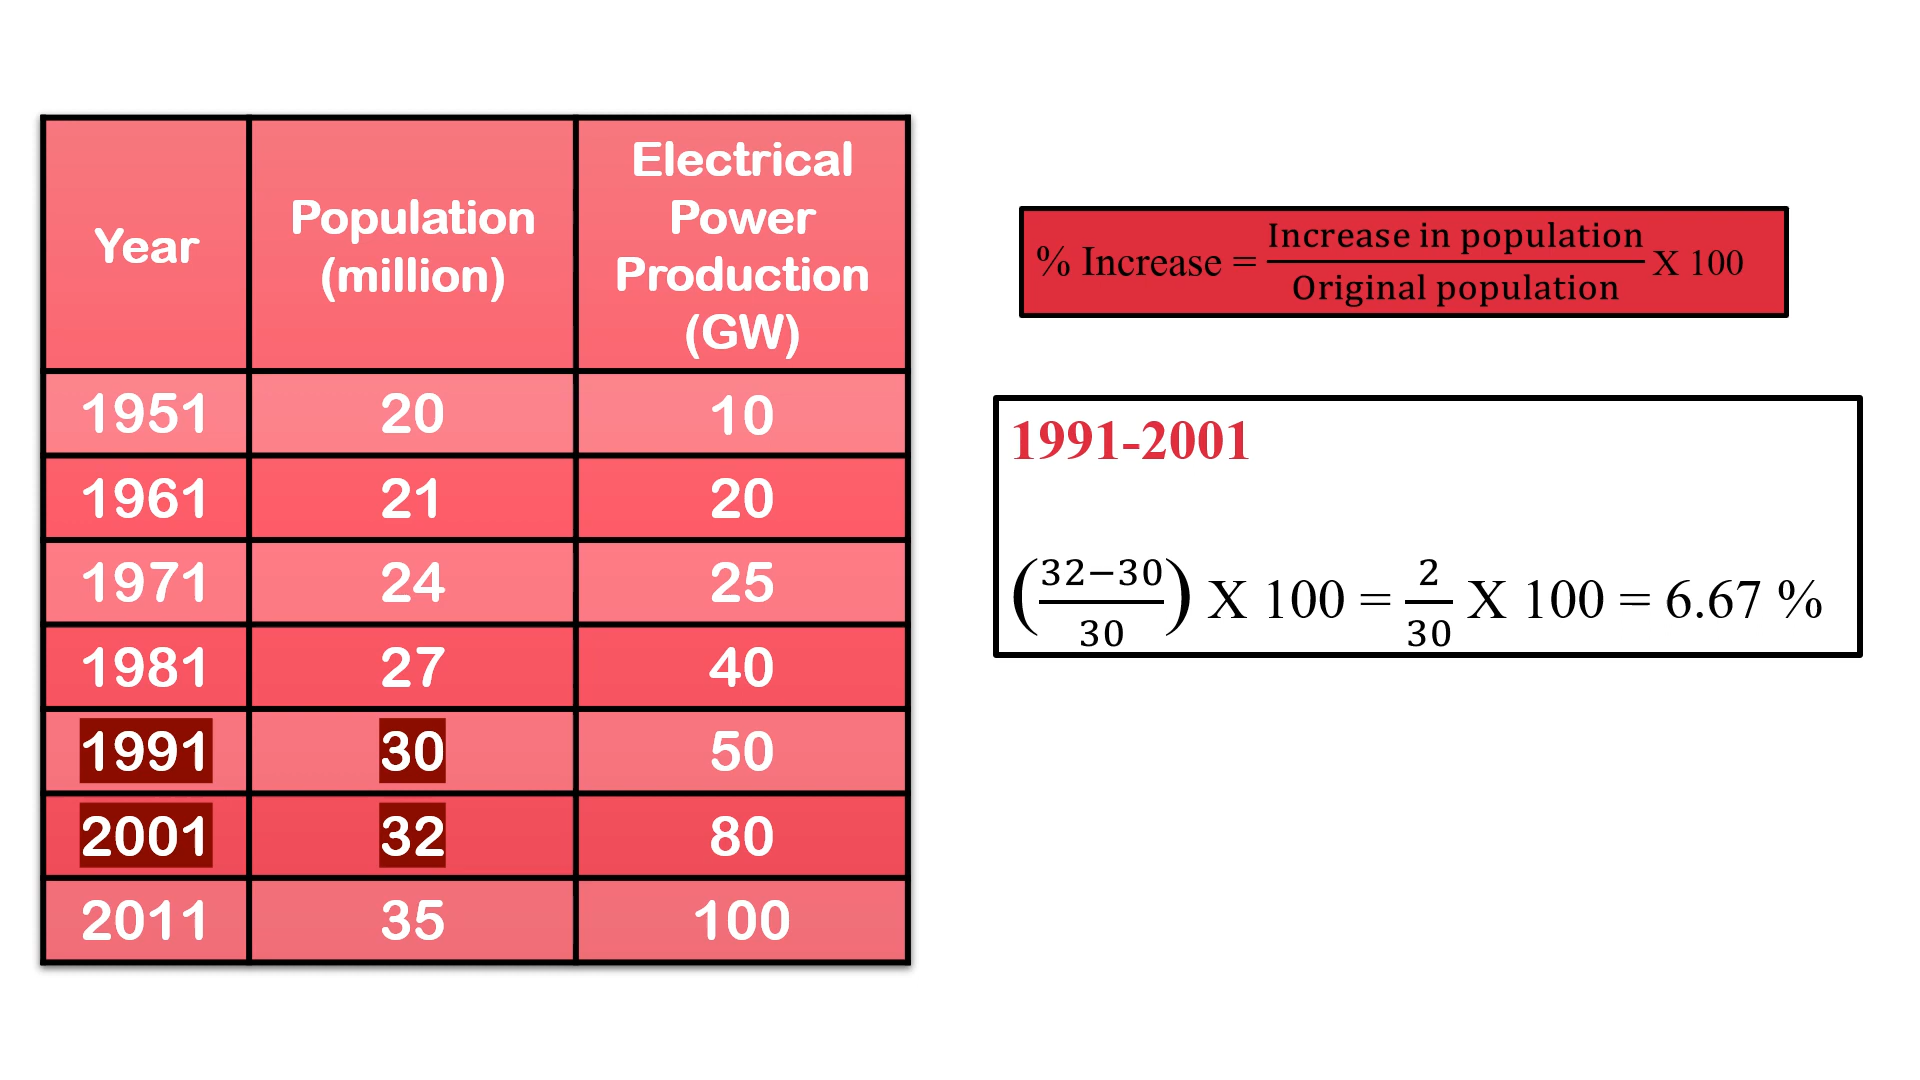 Year Population (million) Electrical Power Production (GW)
1951 20 10
1961 21 20
1971 24 25
1981 27 40
1991 30 50
2001 32 80
2011 35 100
% Increase = Increase in population / Original population X 100
1991-2001
(32−30 / 30) X 100 = 2 / 30 X 100 = 6.67 %